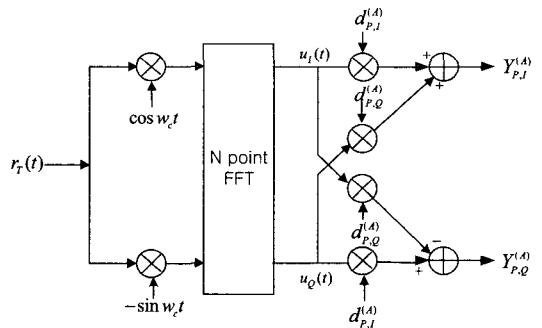 d_{P,I}^{(A)}
u_I(t)
+
+
Y_{P,I}^{(A)}
d_{P,Q}^{(A)}
cos w_c t
r_T(t)
N point
FFT
d_{P,Q}^{(A)}
−
+
Y_{P,Q}^{(A)}
u_Q(t)
−sin w_c t
d_{P,I}^{(A)}